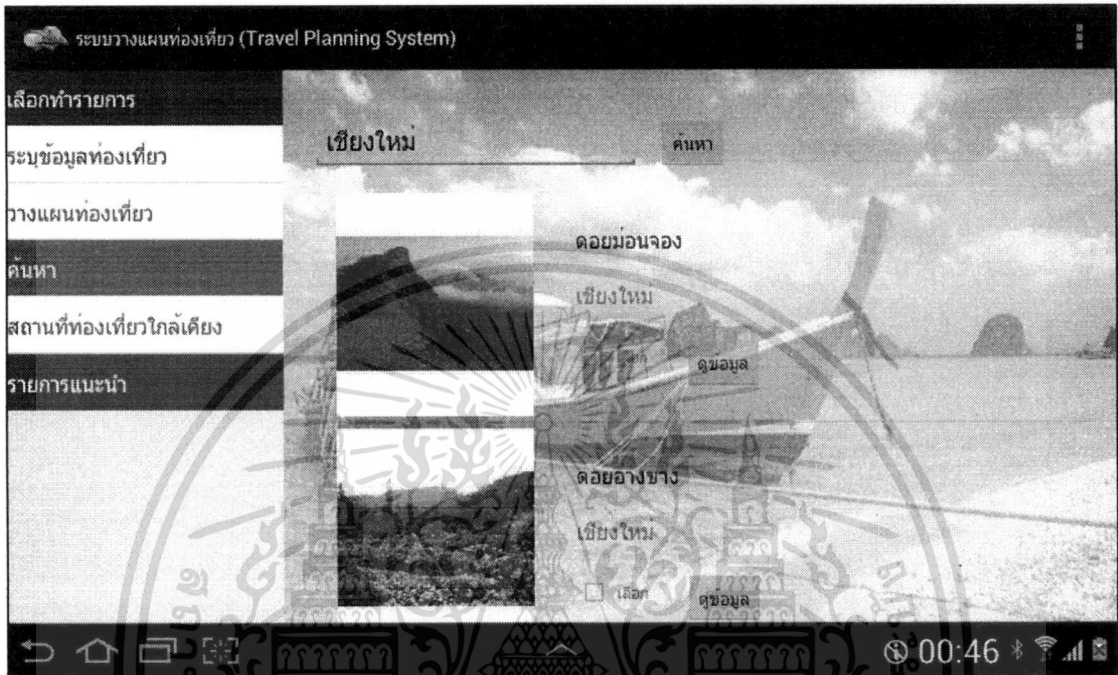 ระบบวางแผนท่องเที่ยว (Travel Planning System)
เลือกทำรายการ
ระบุข้อมูลท่องเที่ยว
วางแผนท่องเที่ยว
ค้นหา
สถานที่ท่องเที่ยวใกล้เคียง
รายการแนะนำ
เชียงใหม่
ค้นหา
ดอยม่อนจอง
เชียงใหม่
ดูข้อมูล
ดอยอ่างขาง
เชียงใหม่
เลือก
ดูข้อมูล
00:46